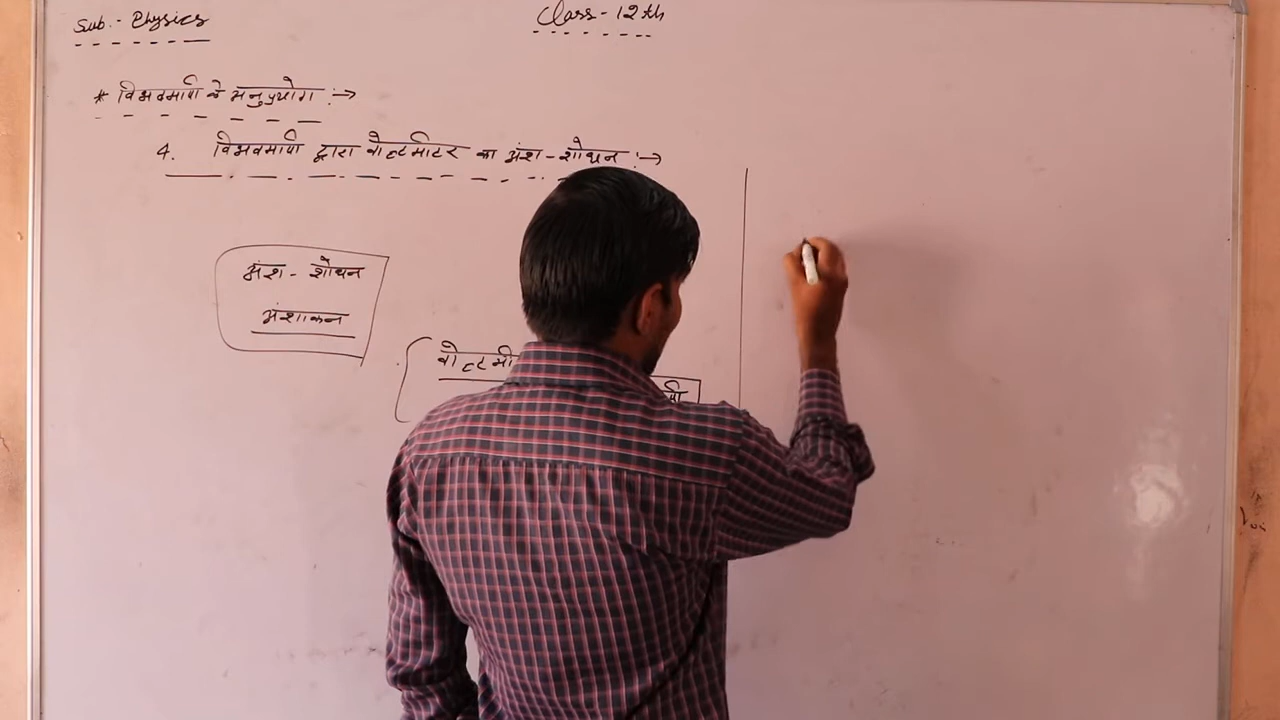 Sub.- Physics
Class - 12th
* विभवमापी के अनुप्रयोग :→
4. विभवमापी द्वारा वोल्टमीटर का अंश-शोधन :→
अंश - शोधन
अंशाकन